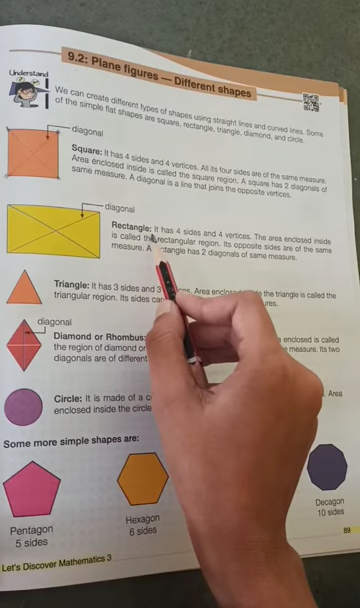 9.2: Plane figures — Different shapes
Understand
We can create different types of shapes using straight lines and curved lines. Some
of the simple flat shapes are square, rectangle, triangle, diamond, and circle.
diagonal
Square: It has 4 sides and 4 vertices. All its four sides are of the same measure.
Area enclosed inside is called the square region. A square has 2 diagonals of
same measure. A diagonal is a line that joins the opposite vertices.
diagonal
Rectangle: It has 4 sides and 4 vertices. The area enclosed inside
is called the rectangular region. Its opposite sides are of the same
measure. A rectangle has 2 diagonals of same measure.
Triangle: It has 3 sides and 3 Area the triangle is called the
triangular region. Its sides
diagonal
Diamond or Rhombus: enclosed is called
the region of diamond or measure. Its two
diagonals are of different
Circle: It is made of a Area
enclosed inside the circle
Some more simple shapes are:
Pentagon
5 sides
Hexagon
6 sides
Decagon
10 sides
89
Let's Discover Mathematics 3